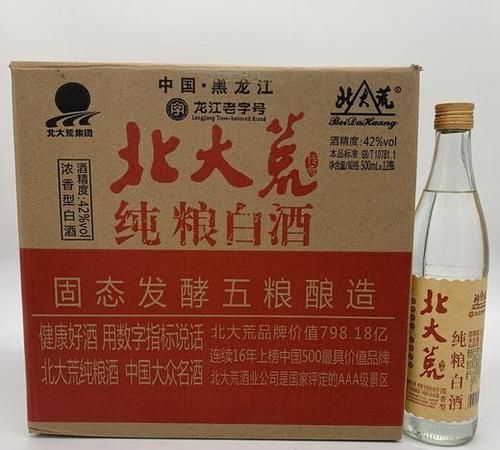 中国·黑龙江
字 龙江老字号
Longjiang Time-honored Brand
北大荒集团
北大荒®
BeiDaHuang
酒精度:42%vol
本品标准:GB/T10781.1
净含量/规格:500mL×12瓶
酒精度:42%vol
浓香型白酒
北大荒
纯粮白酒
固态发酵五粮酿造
健康好酒 用数字指标说话
北大荒纯粮酒 中国大众名酒
北大荒品牌价值798.18亿
连续16年上榜中国500最具价值品牌
北大荒酒业公司是国家评定的AAA级景区
北大荒
北大荒
纯粮白酒
浓香型